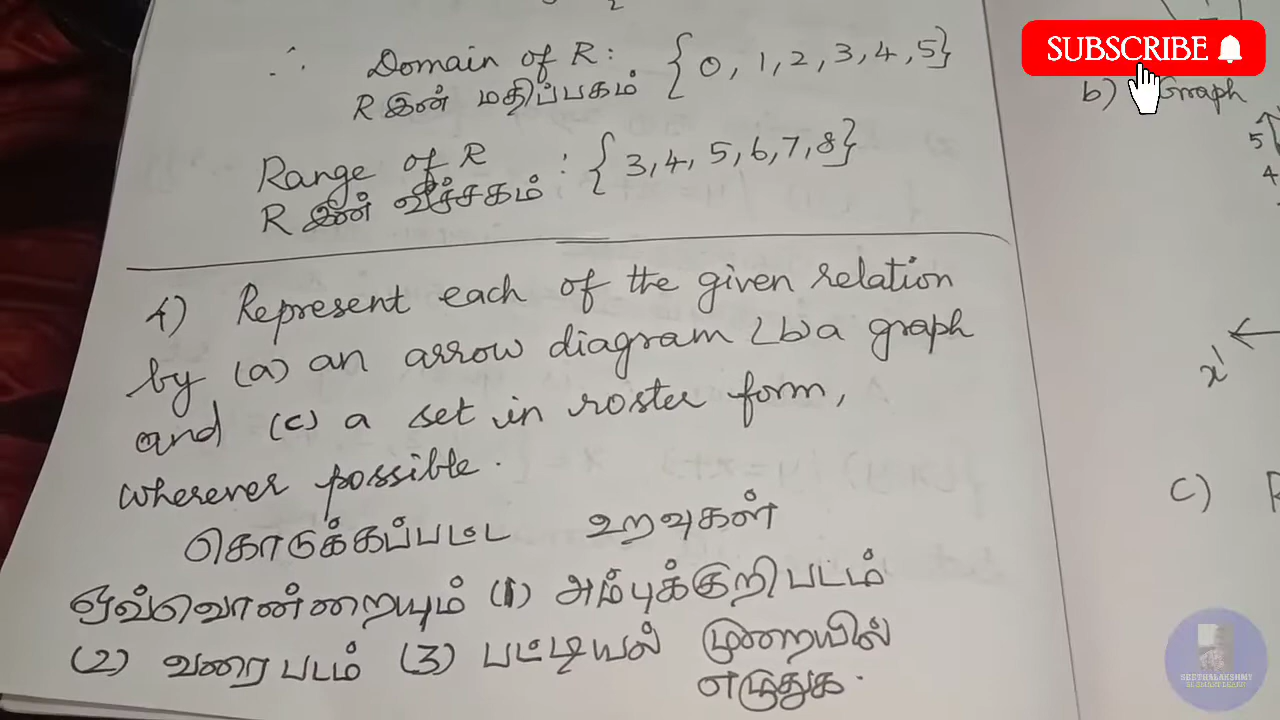 ∴ Domain of R: {0, 1, 2, 3, 4, 5}
R இன் மதிப்பகம்
Range of R : {3, 4, 5, 6, 7, 8}
R இன் வீச்சகம்
4) Represent each of the given relation
by (a) an arrow diagram (b) a graph
and (c) a set in roster form,
wherever possible.
கொடுக்கப்பட்ட உறவுகள்
ஒவ்வொன்றையும் (1) அம்புக்குறி படம்
(2) வரைபடம் (3) பட்டியல் முறையில்
எழுதுக.
SUBSCRIBE
b) Graph
5
4
x'
c)